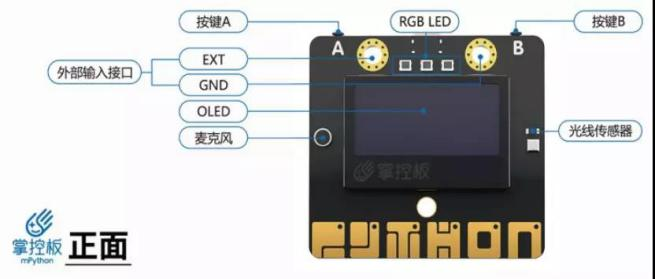 按键A
RGB LED
按键B
A
B
外部输入接口
EXT
GND
OLED
麦克风
光线传感器
掌控板
PYTHON
掌控板
mPython
正面